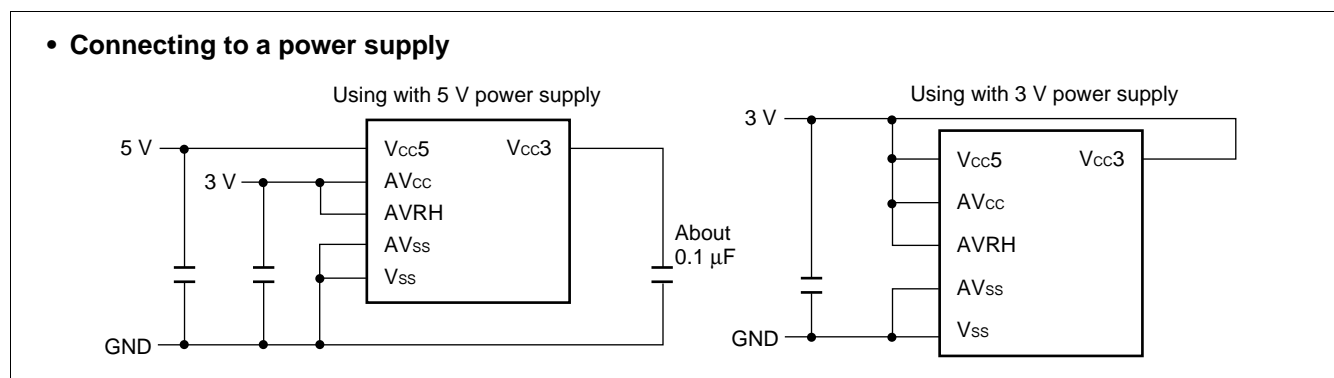 • Connecting to a power supply
Using with 5 V power supply
5 V
3 V
Vcc5
Vcc3
AVcc
AVRH
AVss
Vss
About
0.1 μF
GND
Using with 3 V power supply
3 V
Vcc5
Vcc3
AVcc
AVRH
AVss
Vss
GND